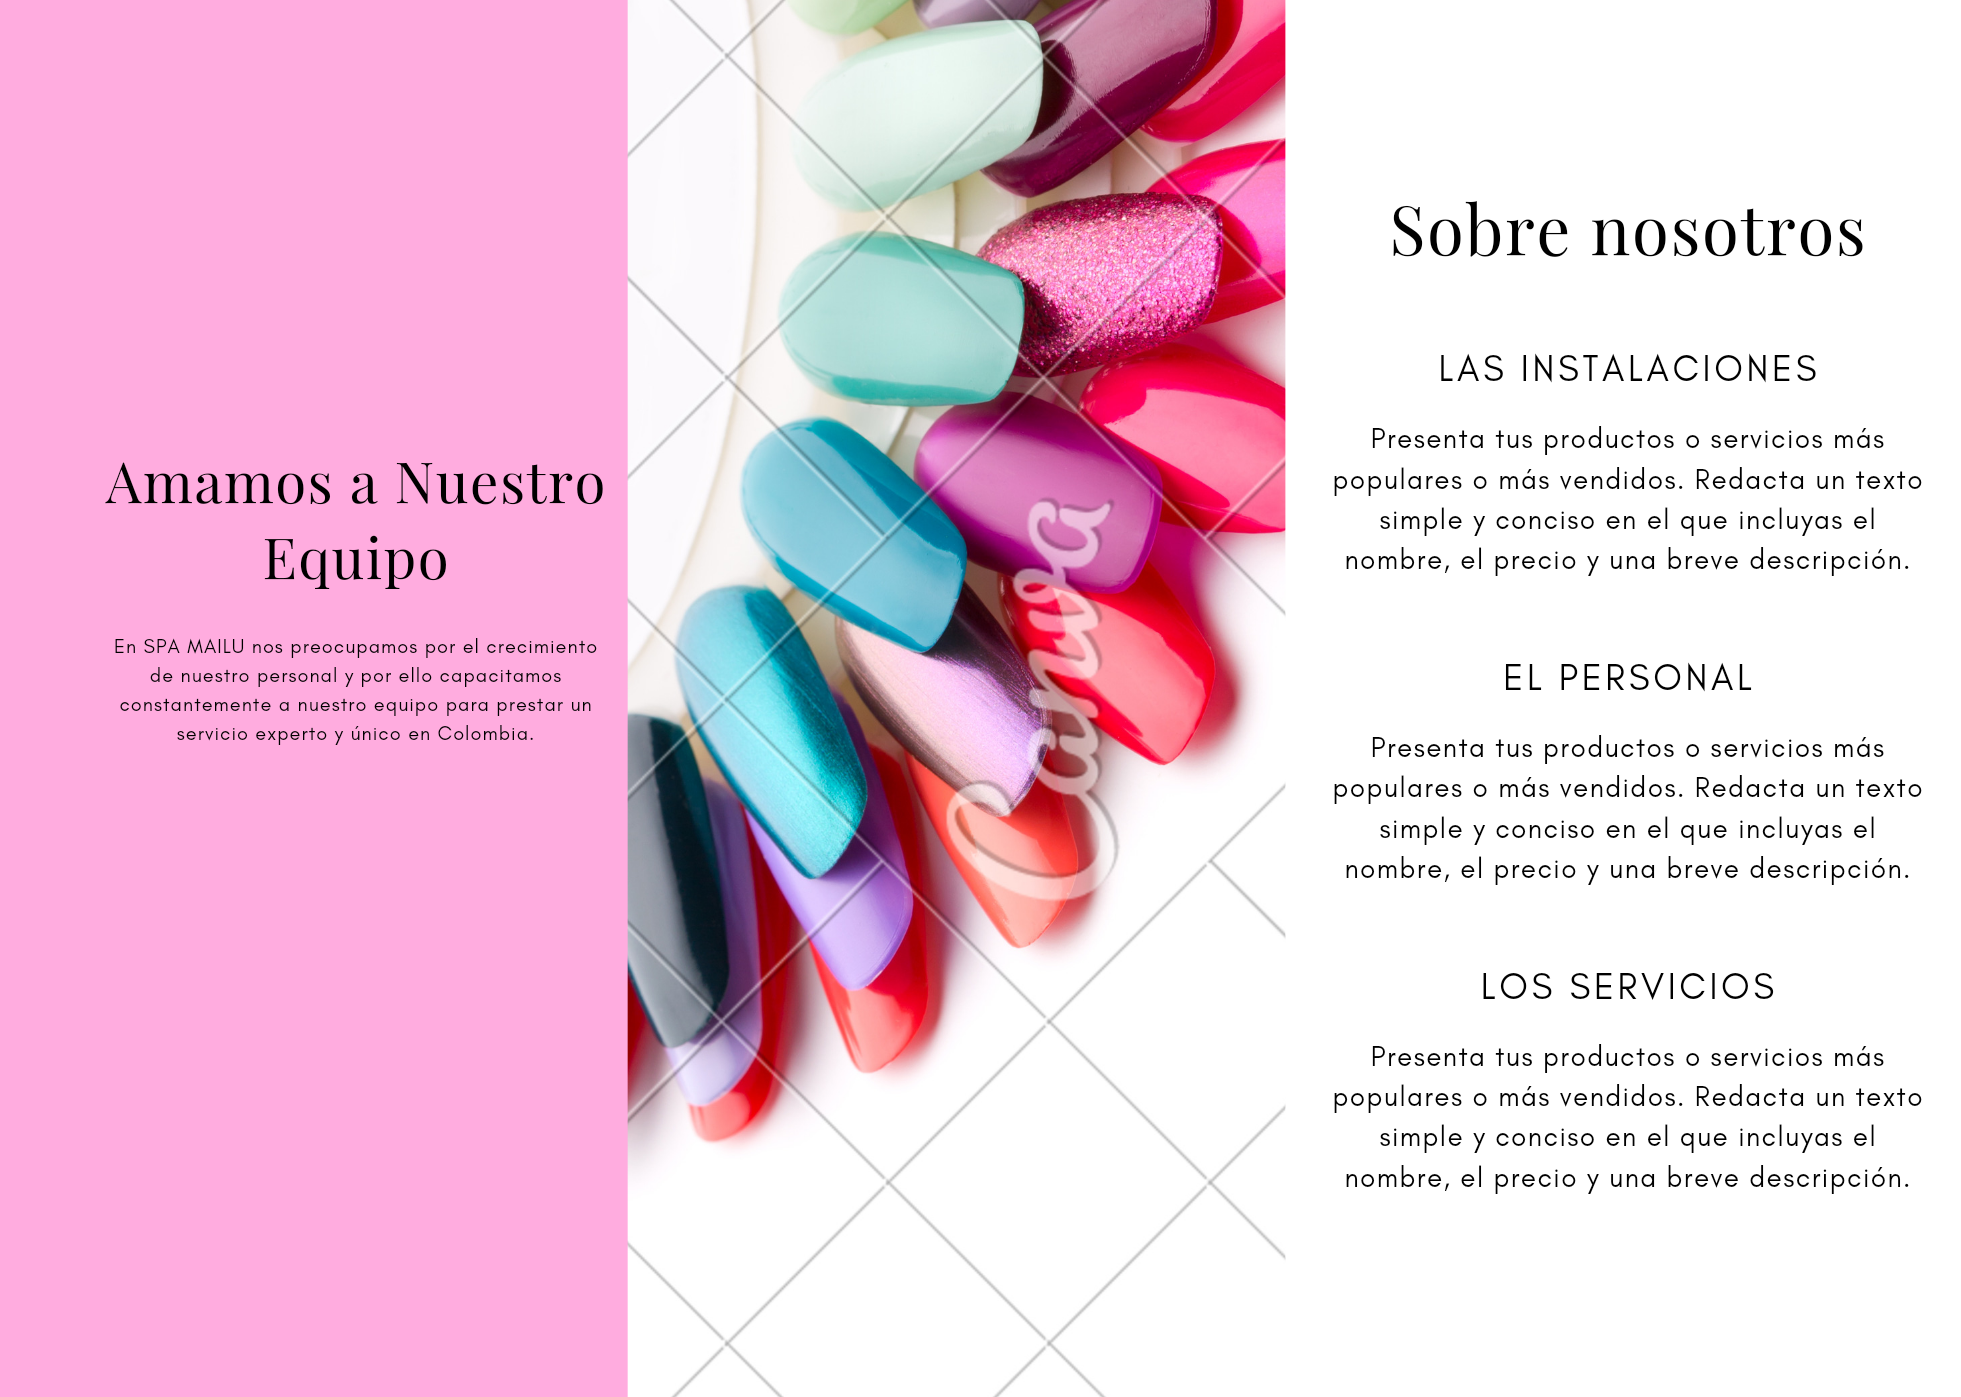 Amamos a Nuestro
Equipo
En SPA MAILU nos preocupamos por el crecimiento
de nuestro personal y por ello capacitamos
constantemente a nuestro equipo para prestar un
servicio experto y único en Colombia.
Canva
Sobre nosotros
LAS INSTALACIONES
Presenta tus productos o servicios más
populares o más vendidos. Redacta un texto
simple y conciso en el que incluyas el
nombre, el precio y una breve descripción.
EL PERSONAL
Presenta tus productos o servicios más
populares o más vendidos. Redacta un texto
simple y conciso en el que incluyas el
nombre, el precio y una breve descripción.
LOS SERVICIOS
Presenta tus productos o servicios más
populares o más vendidos. Redacta un texto
simple y conciso en el que incluyas el
nombre, el precio y una breve descripción.